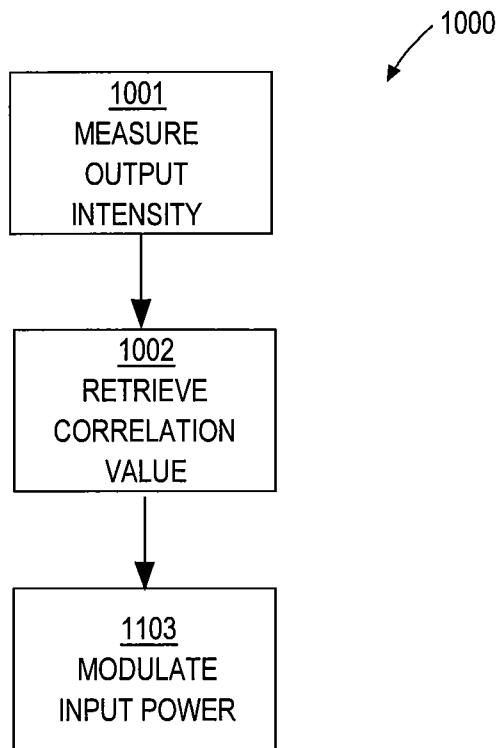 1000
1001
MEASURE
OUTPUT
INTENSITY
1002
RETRIEVE
CORRELATION
VALUE
1103
MODULATE
INPUT POWER